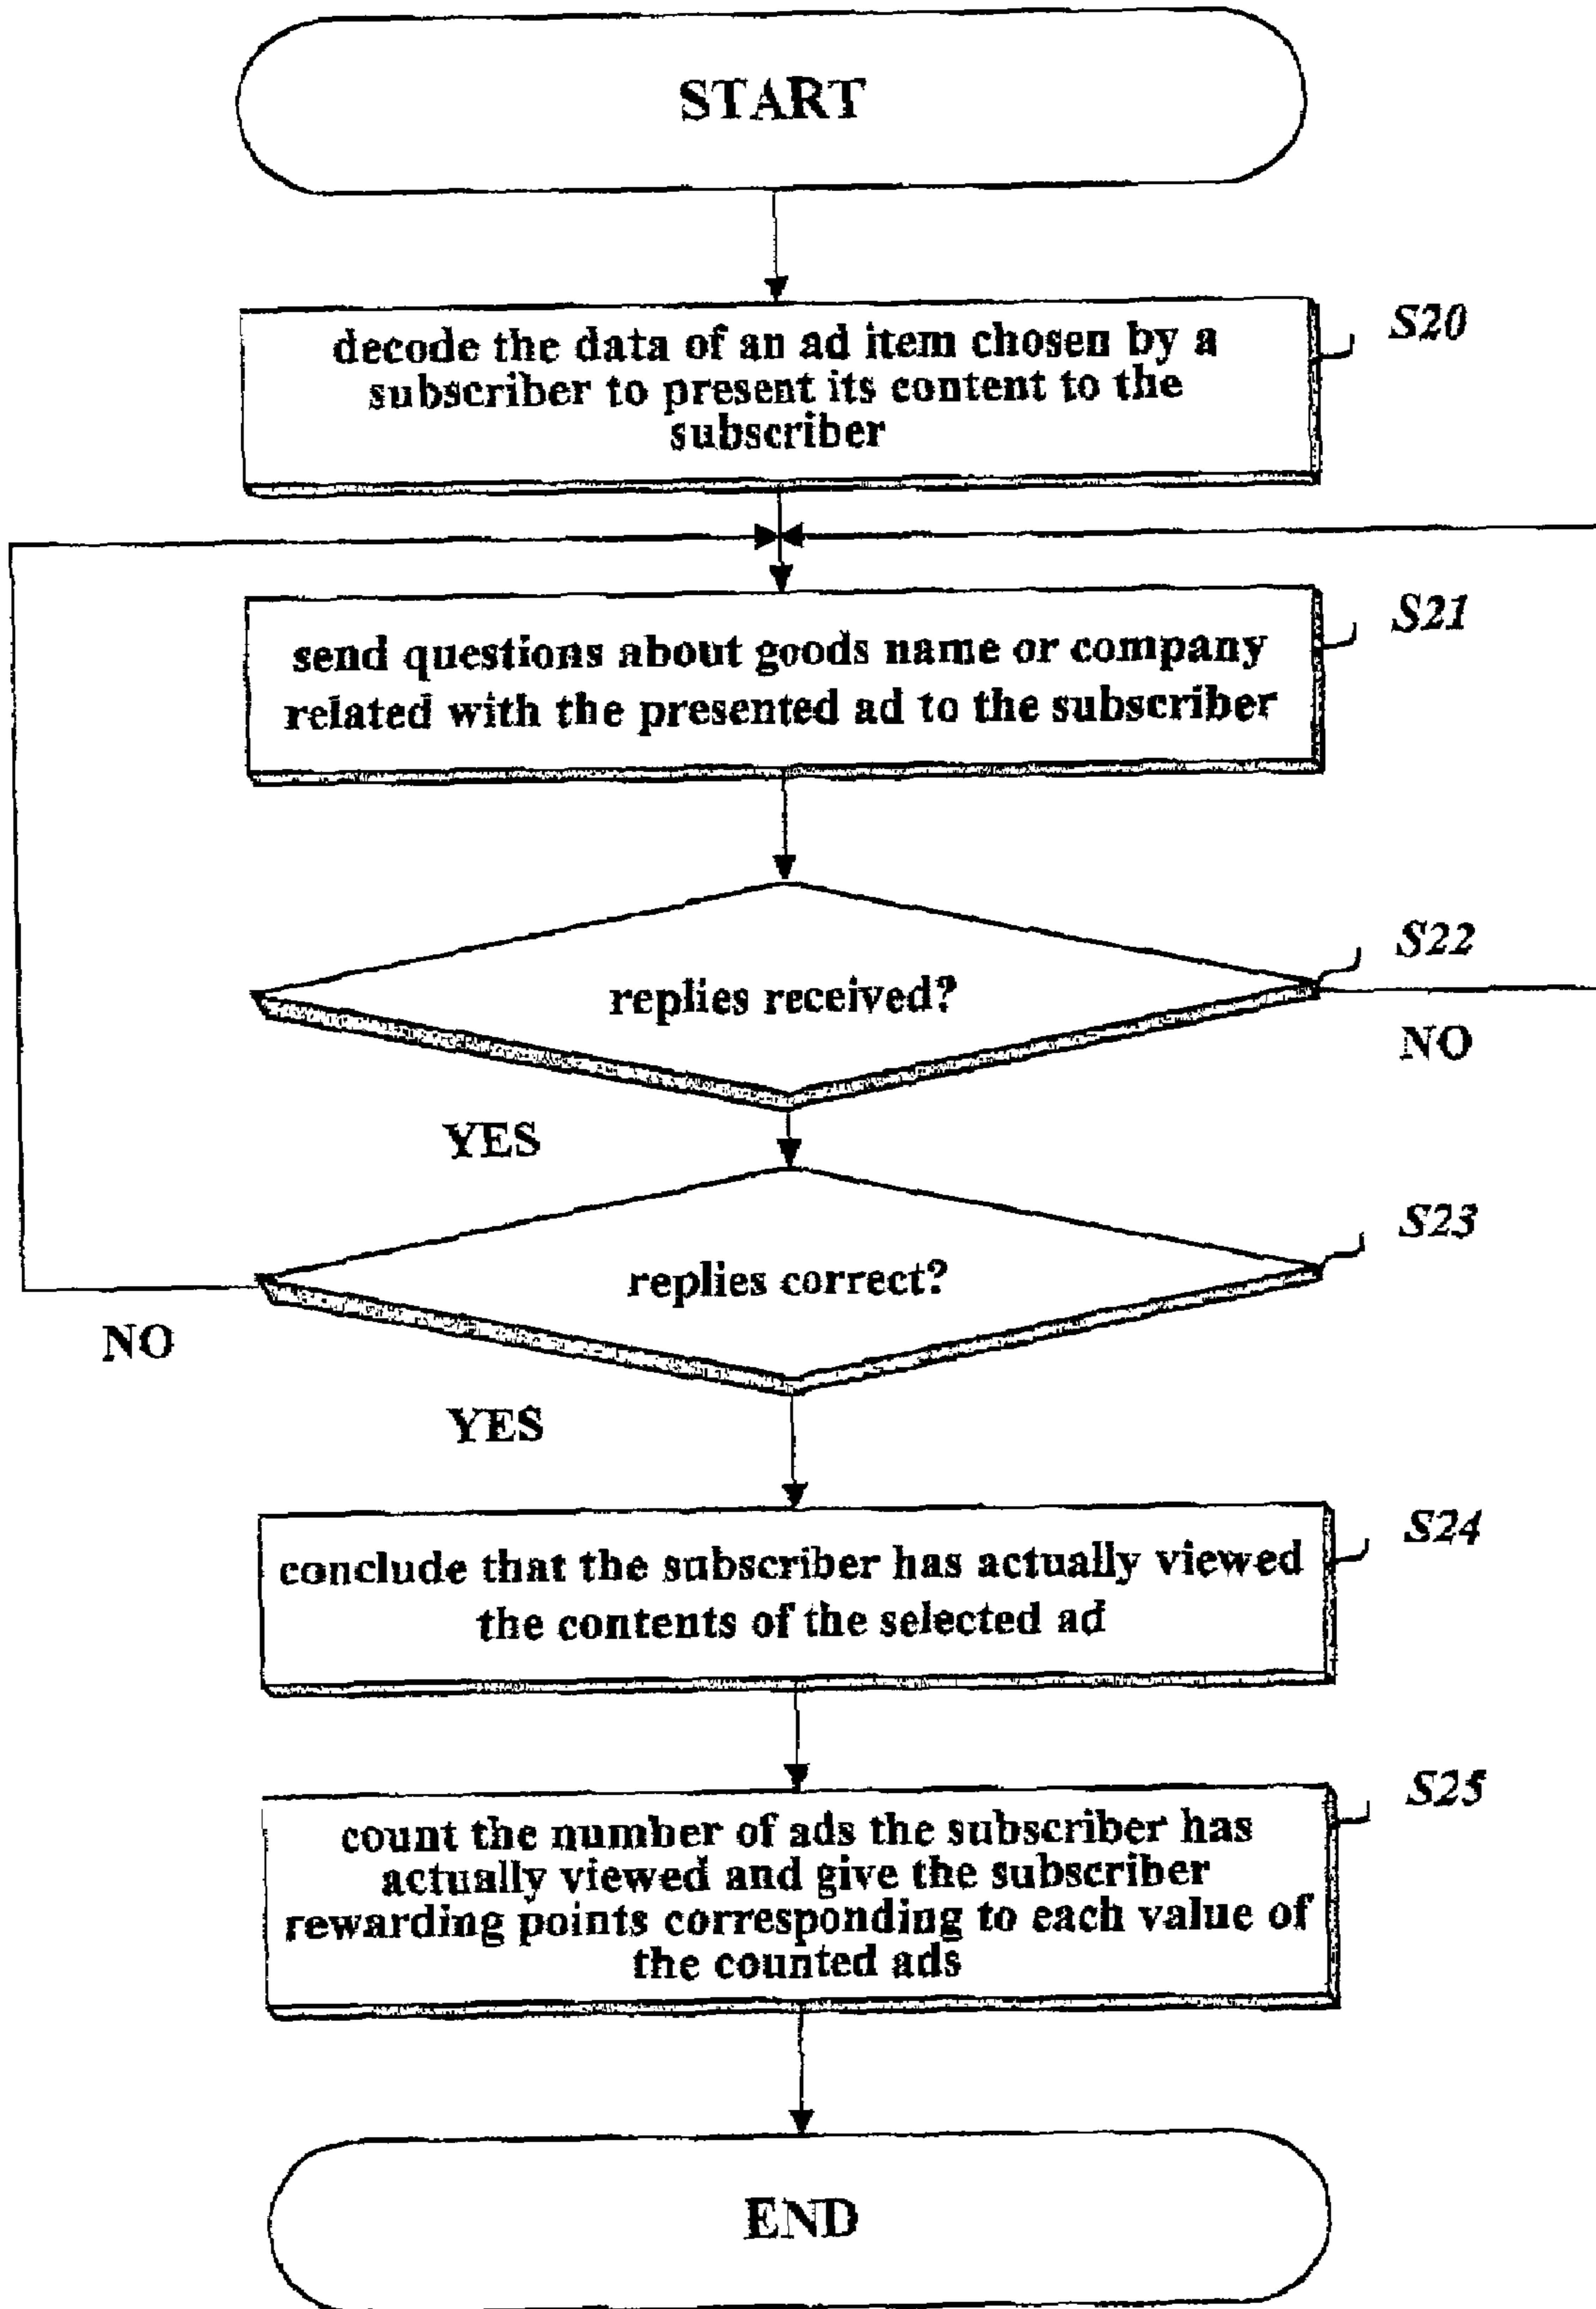 START
decode the data of an ad item chosen by a
subscriber to present its content to the
subscriber
S20
send questions about goods name or company
related with the presented ad to the subscriber
S21
replies received?
S22
NO
YES
replies correct?
S23
NO
YES
conclude that the subscriber has actually viewed
the contents of the selected ad
S24
count the number of ads the subscriber has
actually viewed and give the subscriber
rewarding points corresponding to each value of
the counted ads
S25
END